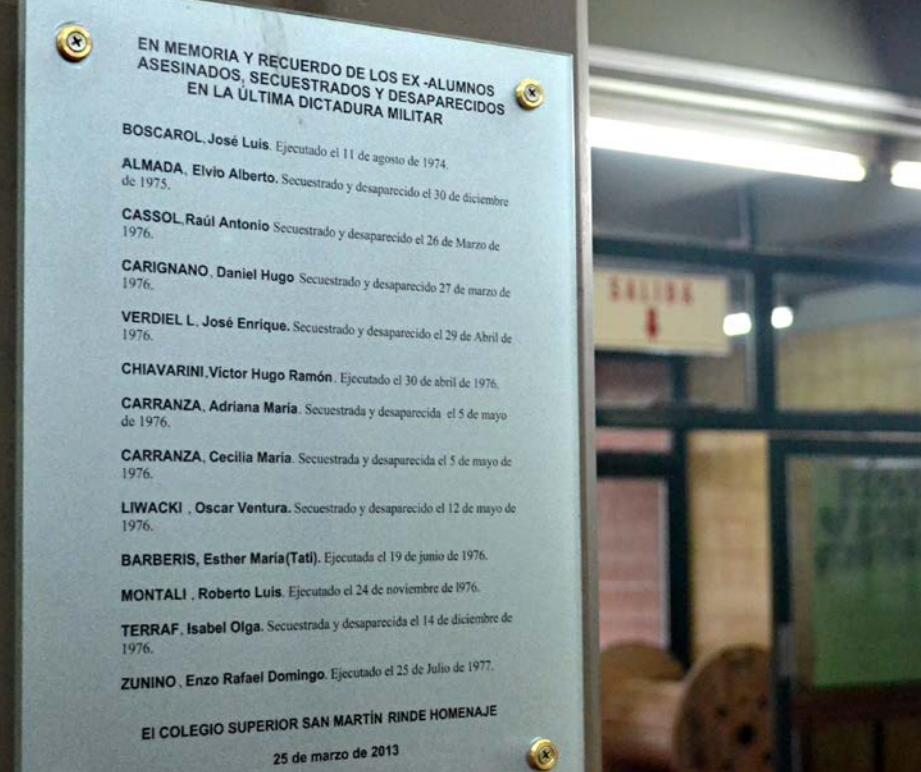 EN MEMORIA Y RECUERDO DE LOS EX -ALUMNOS
ASESINADOS, SECUESTRADOS Y DESAPARECIDOS
EN LA ÚLTIMA DICTADURA MILITAR
BOSCAROL, José Luis. Ejecutado el 11 de agosto de 1974.
ALMADA, Elvio Alberto. Secuestrado y desaparecido el 30 de diciembre
de 1975.
CASSOL,Raúl Antonio Secuestrado y desaparecido el 26 de Marzo de
1976.
CARIGNANO, Daniel Hugo Secuestrado y desaparecido 27 de marzo de
1976.
VERDIEL L, José Enrique. Secuestrado y desaparecido el 29 de Abril de
1976.
CHIAVARINI,Victor Hugo Ramón. Ejecutado el 30 de abril de 1976.
CARRANZA, Adriana María. Secuestrada y desaparecida el 5 de mayo
de 1976.
CARRANZA, Cecilia María. Secuestrada y desaparecida el 5 de mayo de
1976.
LIWACKI , Oscar Ventura. Secuestrado y desaparecido el 12 de mayo de
1976.
BARBERIS, Esther María(Tati). Ejecutada el 19 de junio de 1976.
MONTALI , Roberto Luis. Ejecutado el 24 de noviembre de 1976.
TERRAF, Isabel Olga. Secuestrada y desaparecida el 14 de diciembre de
1976.
ZUNINO , Enzo Rafael Domingo. Ejecutado el 25 de Julio de 1977.
El COLEGIO SUPERIOR SAN MARTÍN RINDE HOMENAJE
25 de marzo de 2013
SALIDA